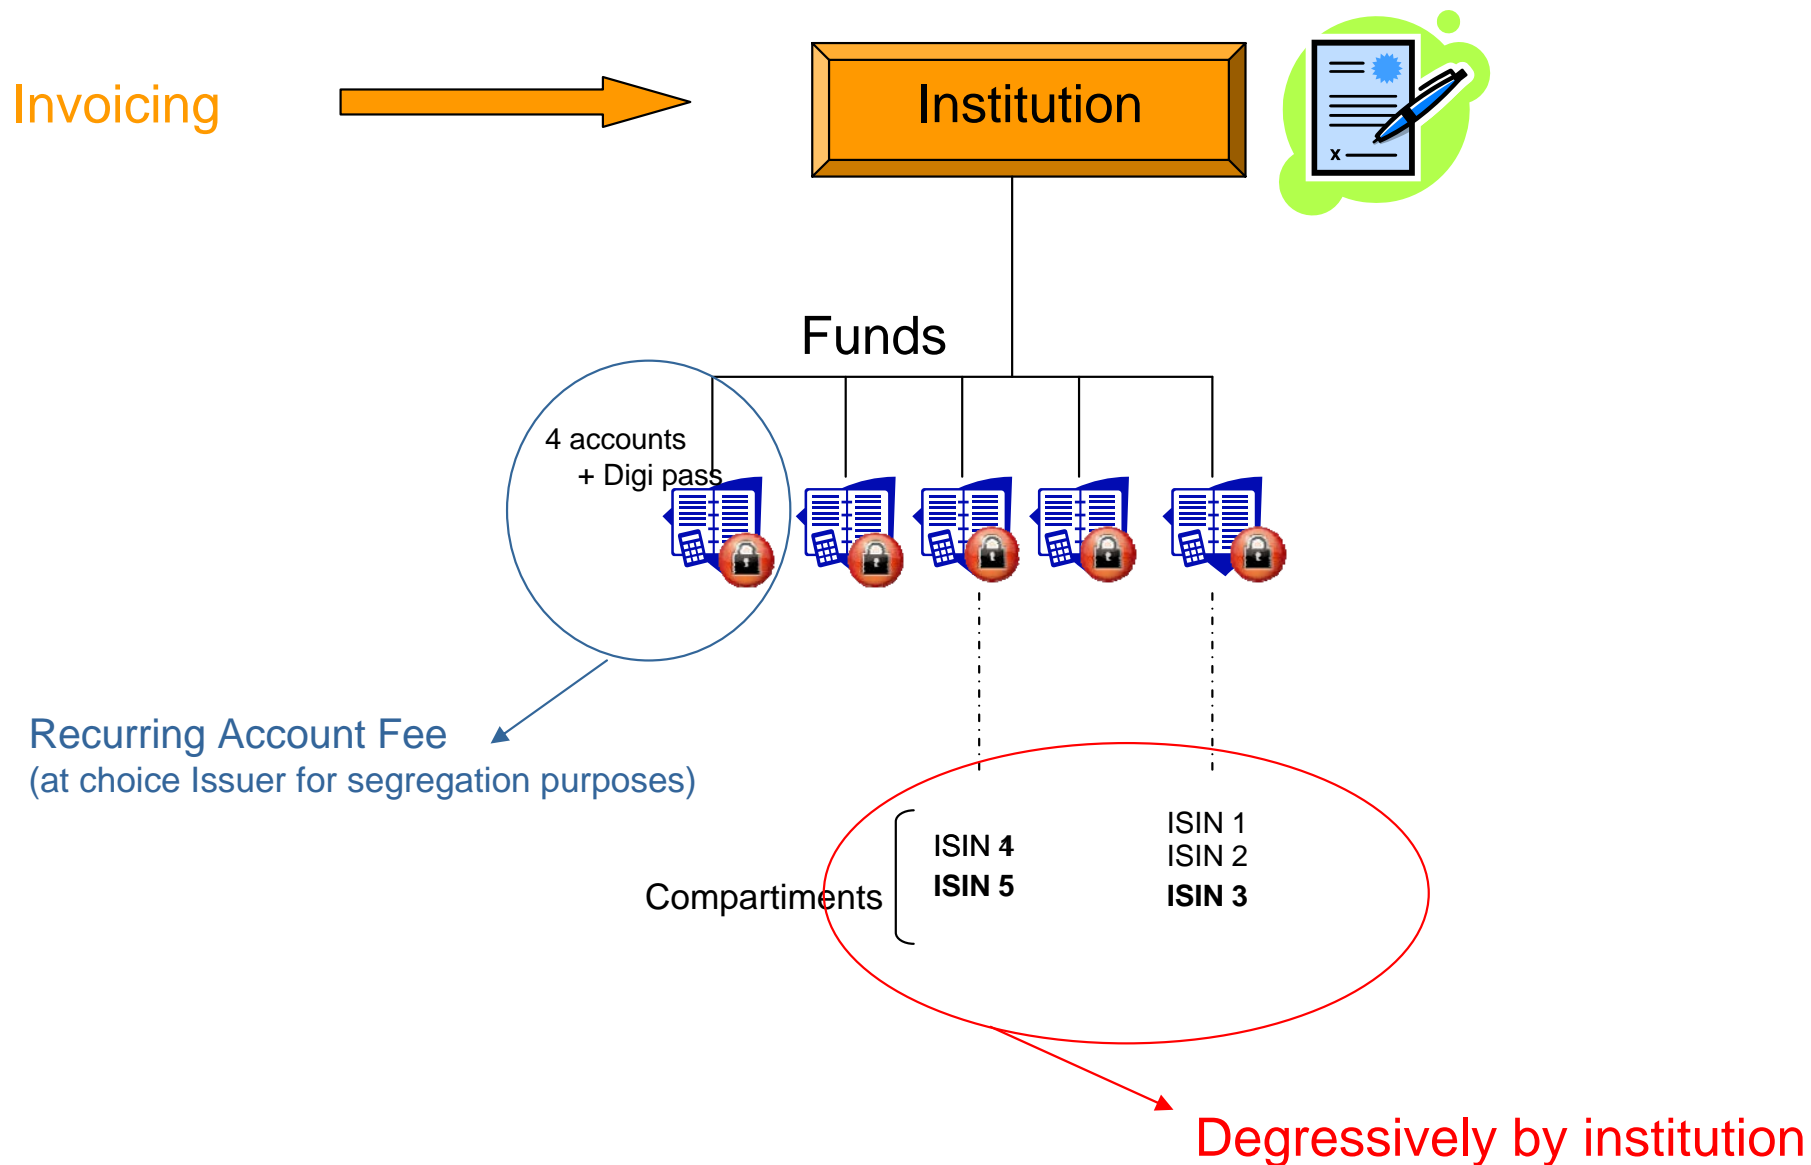 Invoicing
Institution
x
Funds
4 accounts
+ Digi pass
Recurring Account Fee
(at choice Issuer for segregation purposes)
Compartiments
ISIN 4
ISIN 5
ISIN 1
ISIN 2
ISIN 3
Degressively by institution